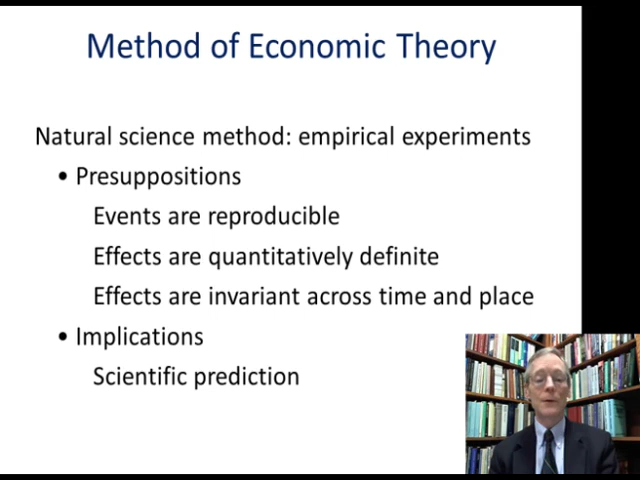 Method of Economic Theory
Natural science method: empirical experiments
• Presuppositions
Events are reproducible
Effects are quantitatively definite
Effects are invariant across time and place
• Implications
Scientific prediction